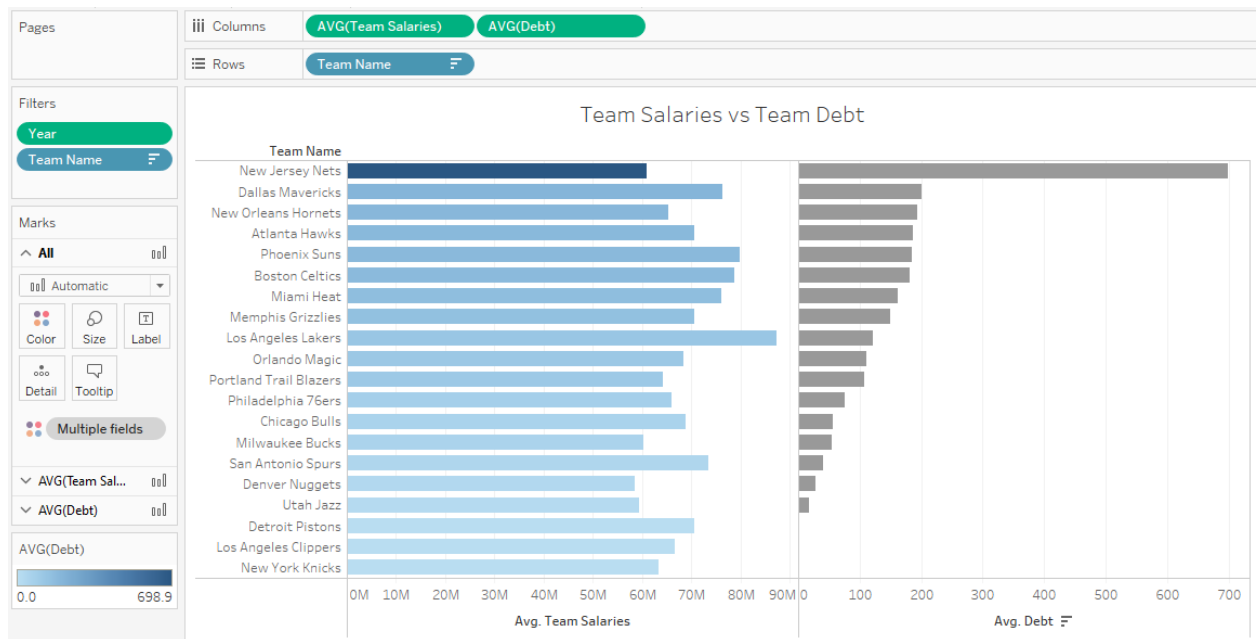 Pages
Columns
AVG(Team Salaries)
AVG(Debt)
Rows
Team Name
Filters
Year
Team Name
Marks
All
Automatic
Color
Size
Label
Detail
Tooltip
Multiple fields
AVG(Team Sal...
AVG(Debt)
AVG(Debt)
0.0 698.9
Team Salaries vs Team Debt
Team Name
New Jersey Nets
Dallas Mavericks
New Orleans Hornets
Atlanta Hawks
Phoenix Suns
Boston Celtics
Miami Heat
Memphis Grizzlies
Los Angeles Lakers
Orlando Magic
Portland Trail Blazers
Philadelphia 76ers
Chicago Bulls
Milwaukee Bucks
San Antonio Spurs
Denver Nuggets
Utah Jazz
Detroit Pistons
Los Angeles Clippers
New York Knicks
0M 10M 20M 30M 40M 50M 60M 70M 80M 90M
0 100 200 300 400 500 600 700
Avg. Team Salaries
Avg. Debt